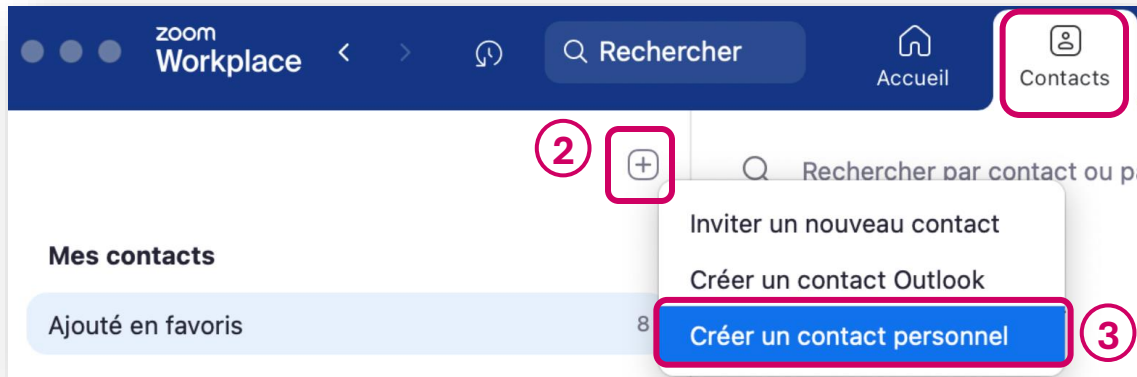 zoom
Workplace
Rechercher
Accueil
Contacts
2
Rechercher par contact ou
Inviter un nouveau contact
Mes contacts
Créer un contact Outlook
Ajouté en favoris
8
Créer un contact personnel
3